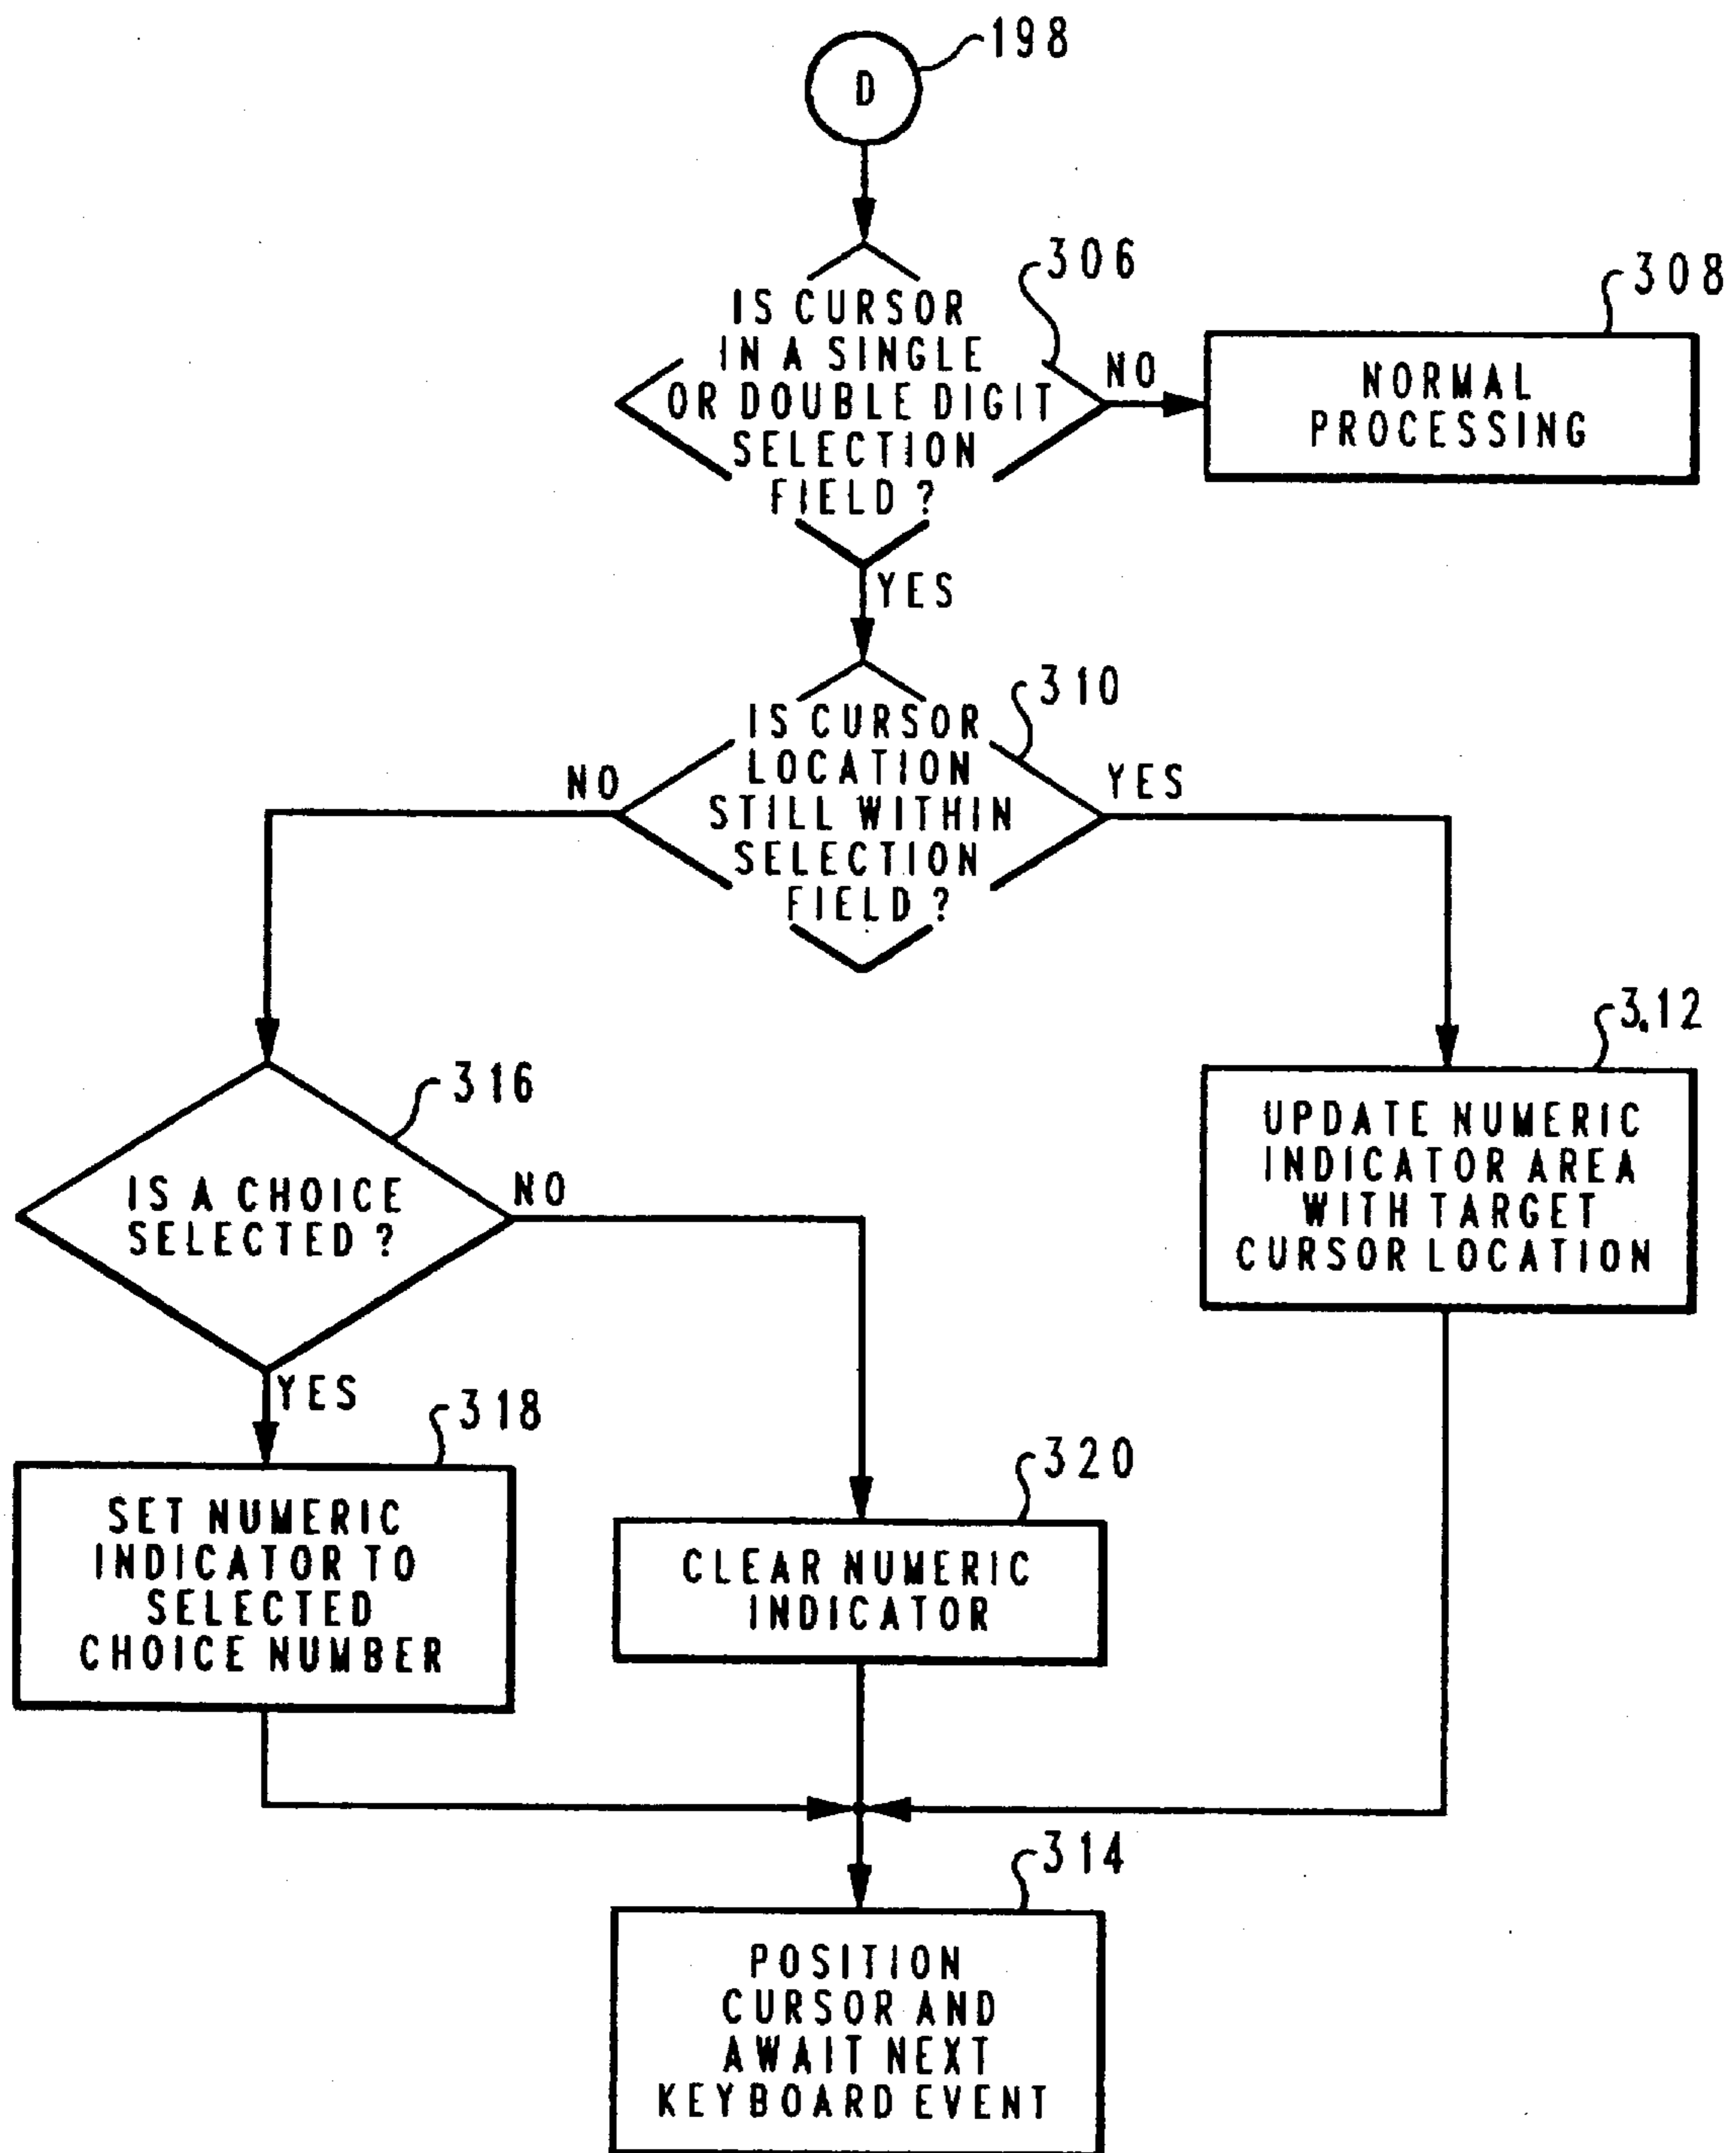 198
D
306
308
IS CURSOR
IN A SINGLE
OR DOUBLE DIGIT
SELECTION
FIELD ?
NO
NORMAL
PROCESSING
YES
310
IS CURSOR
LOCATION
STILL WITHIN
SELECTION
FIELD ?
NO
YES
312
316
IS A CHOICE
SELECTED ?
NO
UPDATE NUMERIC
INDICATOR AREA
WITH TARGET
CURSOR LOCATION
YES
318
SET NUMERIC
INDICATOR TO
SELECTED
CHOICE NUMBER
320
CLEAR NUMERIC
INDICATOR
314
POSITION
CURSOR AND
AWAIT NEXT
KEYBOARD EVENT